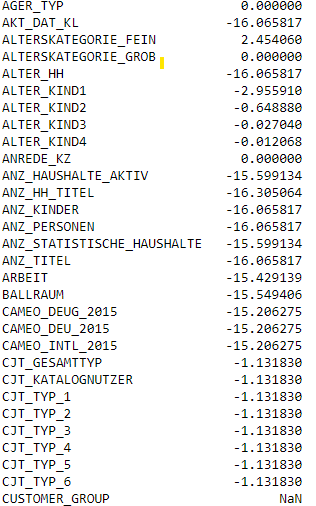 AGER_TYP 0.000000
AKT_DAT_KL -16.065817
ALTERSKATEGORIE_FEIN 2.454060
ALTERSKATEGORIE_GROB 0.000000
ALTER_HH -16.065817
ALTER_KIND1 -2.955910
ALTER_KIND2 -0.648880
ALTER_KIND3 -0.027040
ALTER_KIND4 -0.012068
ANREDE_KZ 0.000000
ANZ_HAUSHALTE_AKTIV -15.599134
ANZ_HH_TITEL -16.305064
ANZ_KINDER -16.065817
ANZ_PERSONEN -16.065817
ANZ_STATISTISCHE_HAUSHALTE -15.599134
ANZ_TITEL -16.065817
ARBEIT -15.429139
BALLRAUM -15.549406
CAMEO_DEUG_2015 -15.206275
CAMEO_DEU_2015 -15.206275
CAMEO_INTL_2015 -15.206275
CJT_GESAMTTYP -1.131830
CJT_KATALOGNUTZER -1.131830
CJT_TYP_1 -1.131830
CJT_TYP_2 -1.131830
CJT_TYP_3 -1.131830
CJT_TYP_4 -1.131830
CJT_TYP_5 -1.131830
CJT_TYP_6 -1.131830
CUSTOMER_GROUP NaN